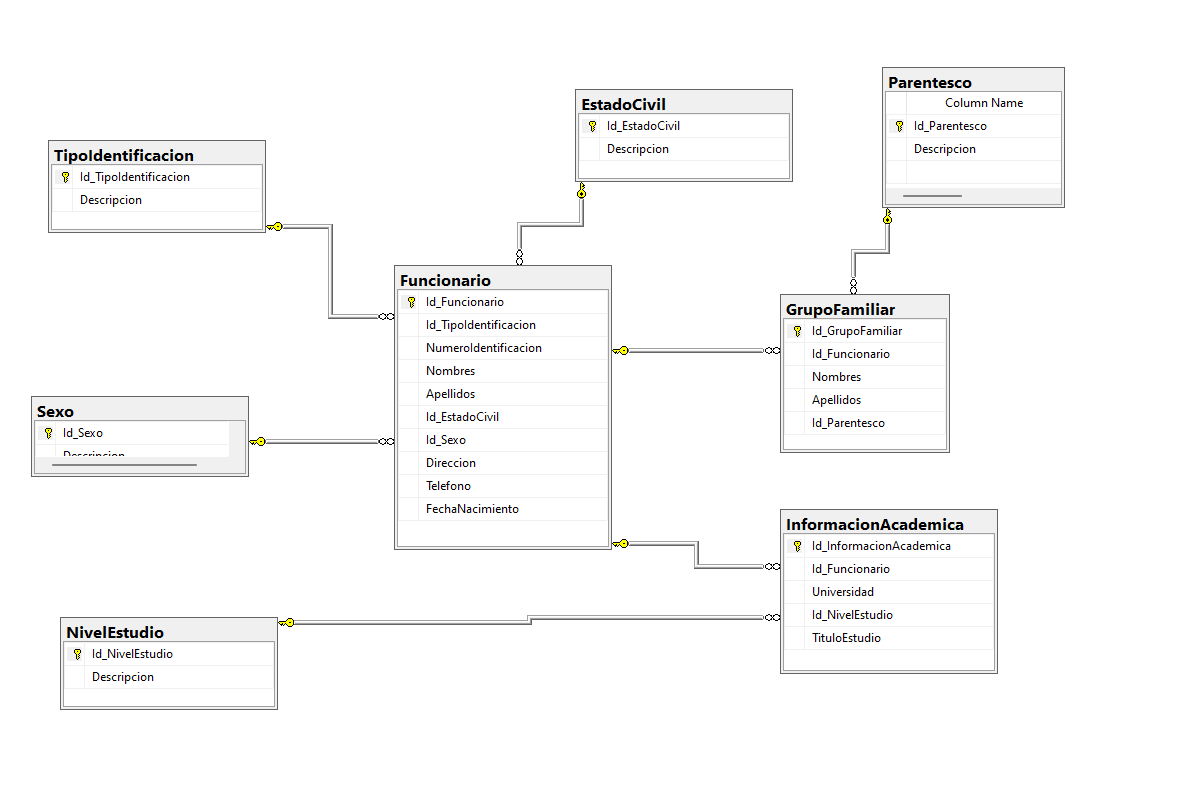 EstadoCivil
Id_EstadoCivil
Descripcion
Parentesco
Column Name
Id_Parentesco
Descripcion
TipoIdentificacion
Id_TipoIdentificacion
Descripcion
Funcionario
Id_Funcionario
Id_TipoIdentificacion
NumeroIdentificacion
Nombres
Apellidos
Id_EstadoCivil
Id_Sexo
Direccion
Telefono
FechaNacimiento
GrupoFamiliar
Id_GrupoFamiliar
Id_Funcionario
Nombres
Apellidos
Id_Parentesco
Sexo
Id_Sexo
Descripcion
InformacionAcademica
Id_InformacionAcademica
Id_Funcionario
Universidad
Id_NivelEstudio
TituloEstudio
NivelEstudio
Id_NivelEstudio
Descripcion